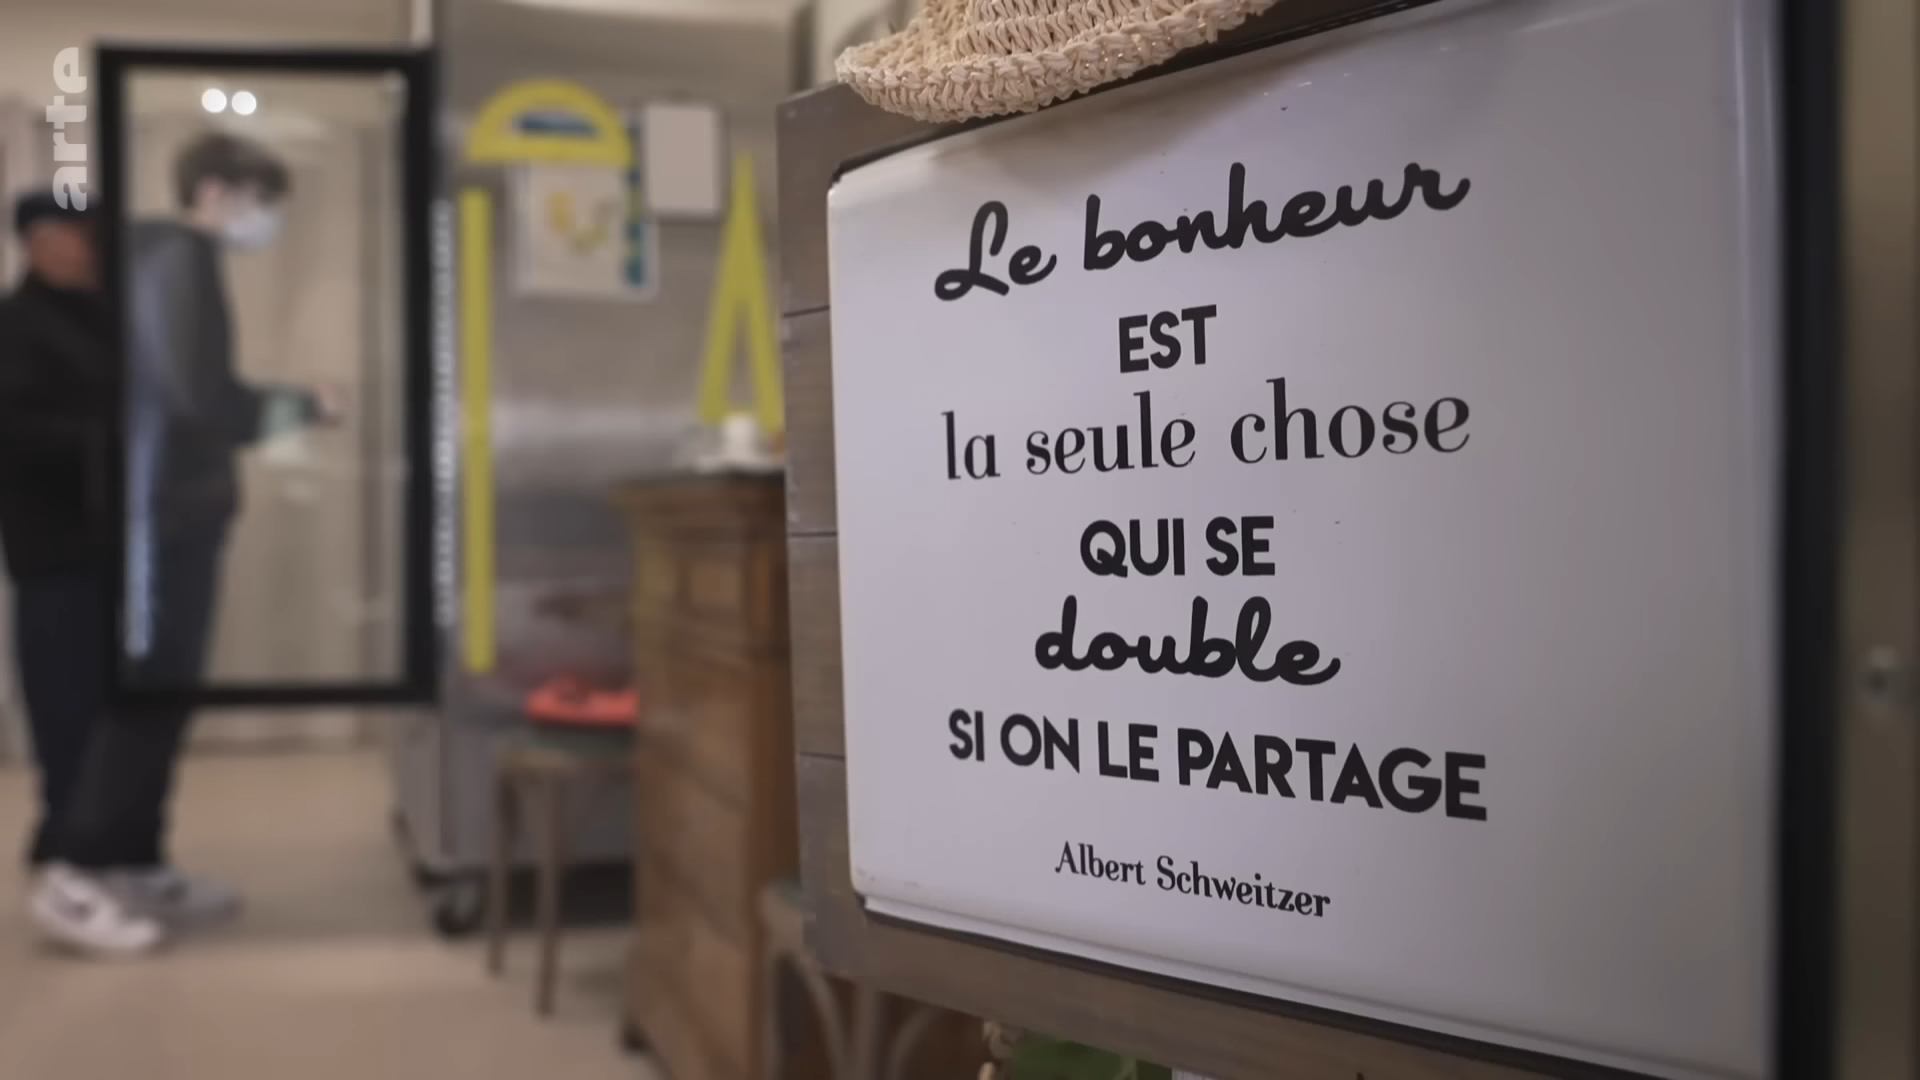 arte
Le bonheur
EST
la seule chose
QUI SE
double
SI ON LE PARTAGE
Albert Schweitzer